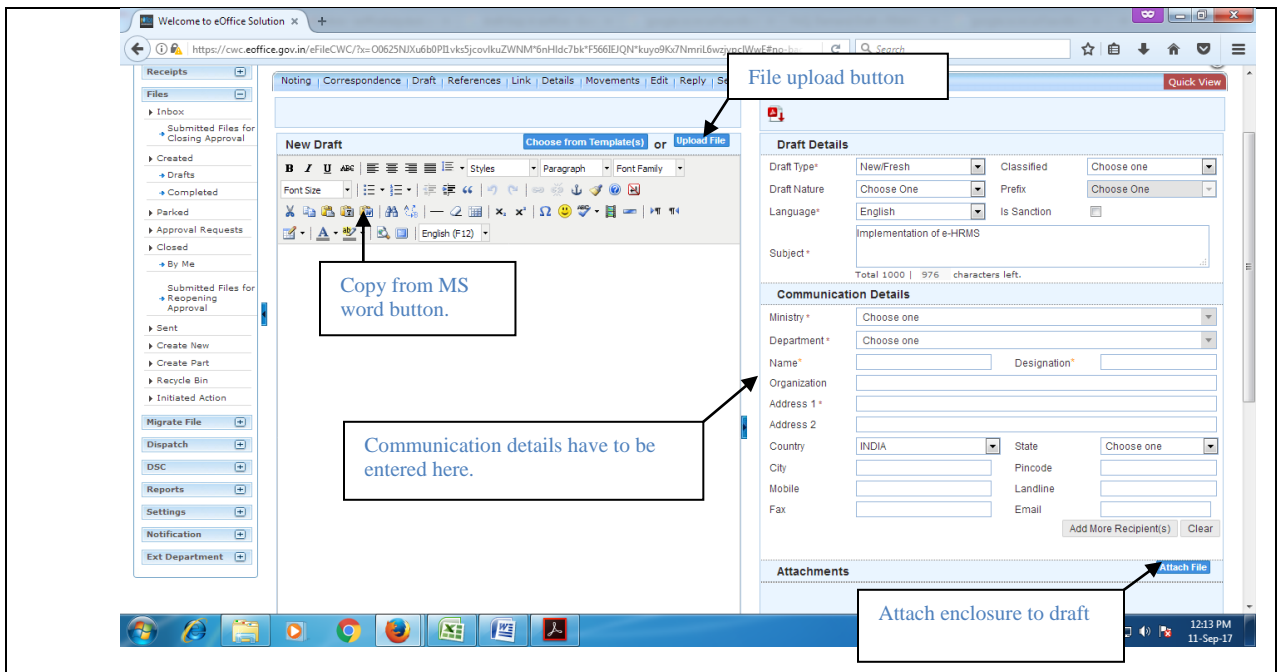 Welcome to eOffice Solution × +
https://cwc.eoffice.gov.in/eFileCWC/?x= Search
Noting | Correspondence | Draft | References | Link | Details | Movements | Edit | Reply |
Quick View
File upload button
Receipts
Files
Inbox
Submitted Files for
Closing Approval
Created
Drafts
Completed
Parked
Approval Requests
Closed
By Me
Submitted Files for
Reopening
Approval
Sent
Create New
Create Part
Recycle Bin
Initiated Action
Migrate File
Dispatch
DSC
Reports
Settings
Notification
Ext Department
New Draft Choose from Template(s) or Upload File
B I U ABC Styles Paragraph Font Family
Font Size
English (F12)
Copy from MS
word button.
Communication details have to be
entered here.
Draft Details
Draft Type* New/Fresh Classified Choose one
Draft Nature Choose One Prefix Choose One
Language* English Is Sanction
Subject* Implementation of e-HRMS
Total 1000 | 976 characters left.
Communication Details
Ministry* Choose one
Department* Choose one
Name* Designation*
Organization
Address 1*
Address 2
Country INDIA State Choose one
City Pincode
Mobile Landline
Fax Email
Add More Recipient(s) Clear
Attachments Attach File
Attach enclosure to draft
12:13 PM
11-Sep-17